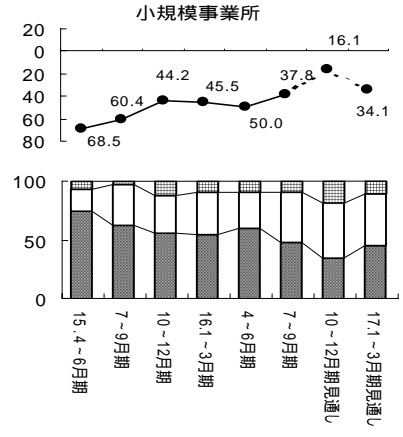 小規模事業所
20
0
20
40
60
80
68.5
60.4
44.2
45.5
50.0
37.8
16.1
34.1
100
50
0
15.4～6月期
7～9月期
10～12月期
16.1～3月期
4～6月期
7～9月期
10～12月期見通し
17.1～3月期見通し